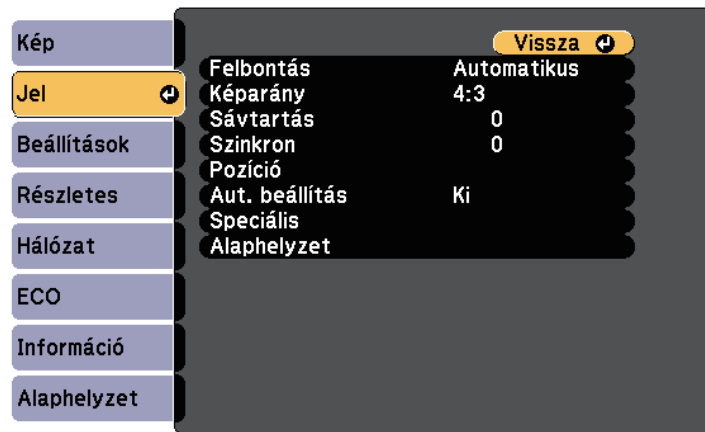 Kép
Jel
Beállítások
Részletes
Hálózat
ECO
Információ
Alaphelyzet
Vissza
Felbontás Automatikus
Képarány 4:3
Sávtartás 0
Szinkron 0
Pozíció
Aut. beállítás Ki
Speciális
Alaphelyzet